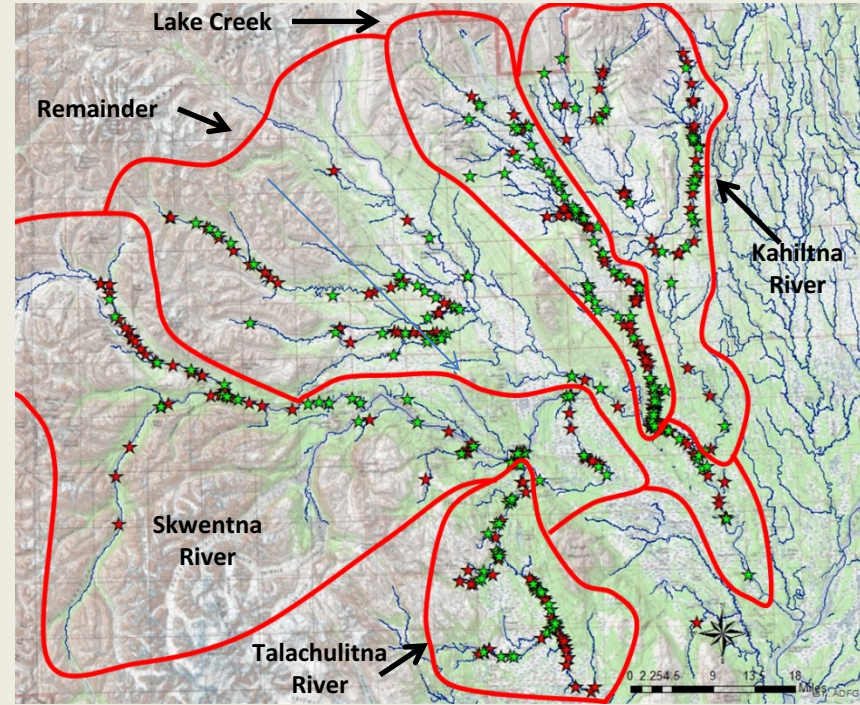 Lake Creek
Remainder
Kahiltna
River
Skwentna
River
Talachulitna
River
0 2.254.5 9 13.5 18
Miles